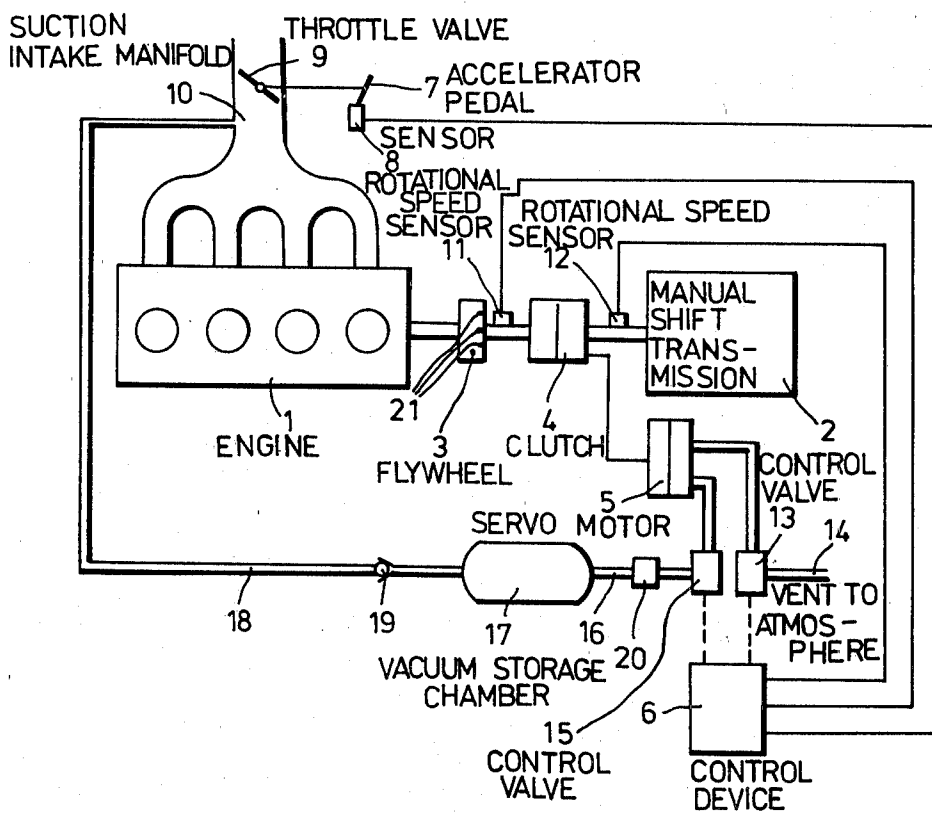 SUCTION
INTAKE MANIFOLD
THROTTLE VALVE
9
10
7
ACCELERATOR
PEDAL
SENSOR
8
ROTATIONAL
SPEED
SENSOR
11
ROTATIONAL SPEED
SENSOR
12
MANUAL
SHIFT
TRANS-
MISSION
1
ENGINE
21
3
FLYWHEEL
4
CLUTCH
2
5
SERVO MOTOR
CONTROL
VALVE
13
14
VENT TO
ATMOS-
PHERE
18
19
17
16
20
VACUUM STORAGE
CHAMBER
15
CONTROL
VALVE
6
CONTROL
DEVICE